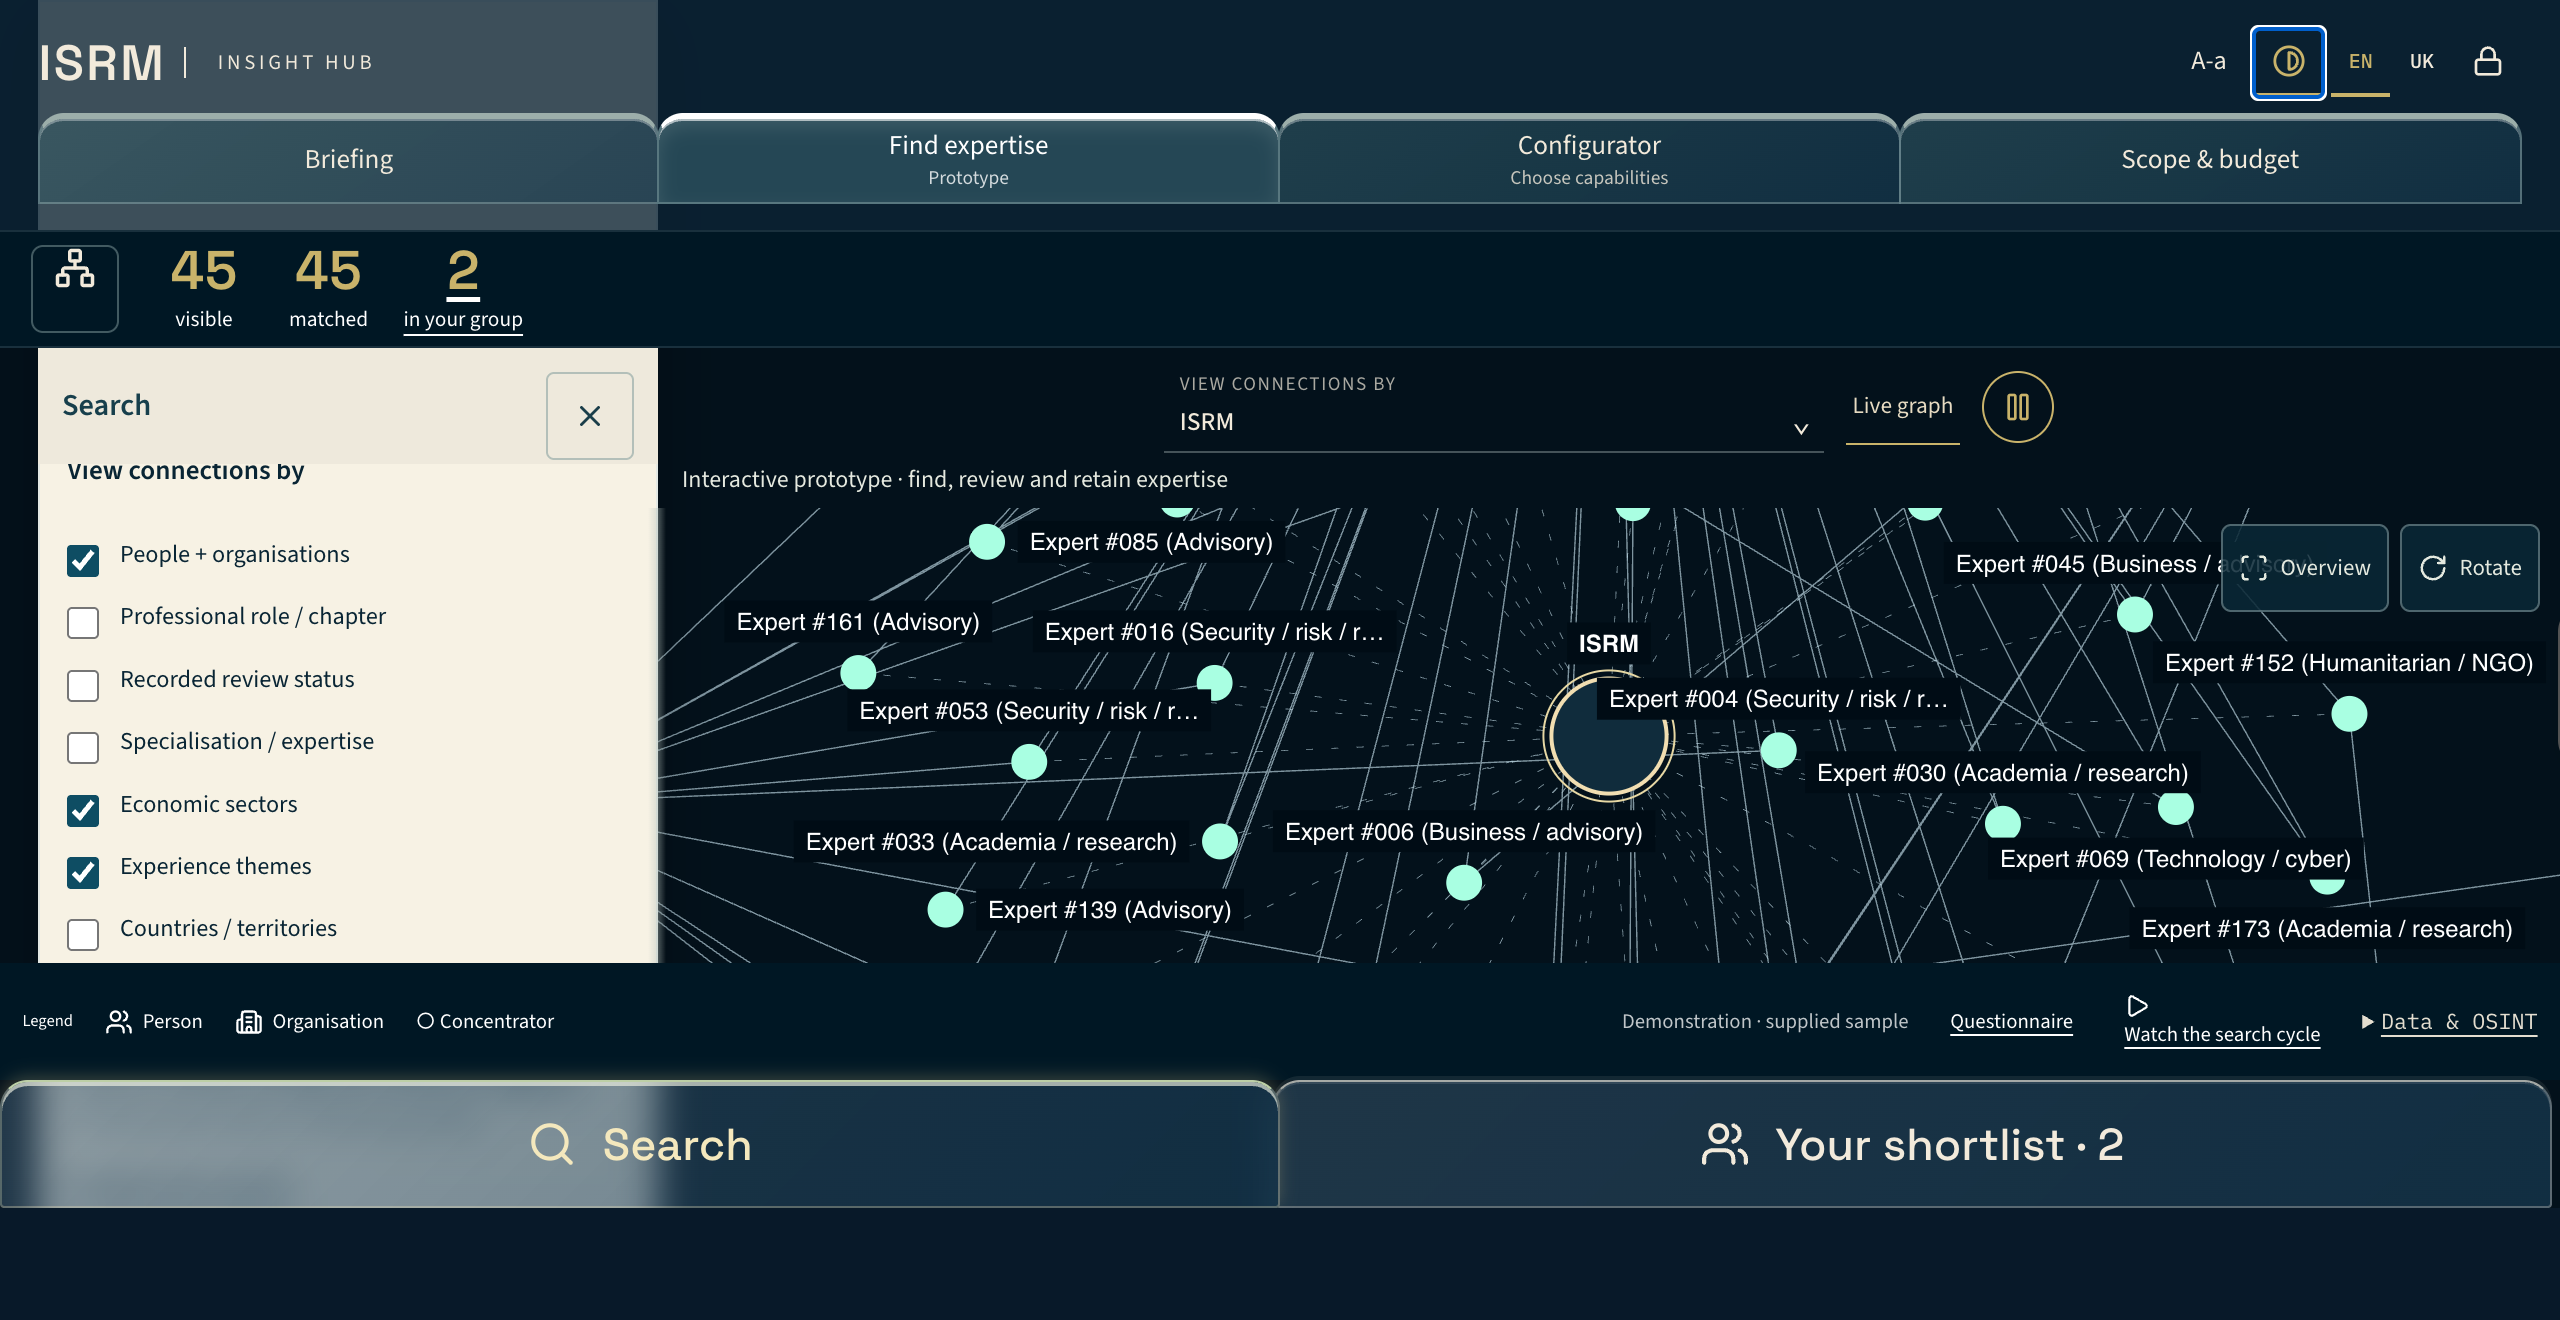 ISRM | INSIGHT HUB
A-a
EN
UK
Briefing
Find expertise
Prototype
Configurator
Choose capabilities
Scope & budget
45
visible
45
matched
2
in your group
Search
View connections by
People + organisations
Professional role / chapter
Recorded review status
Specialisation / expertise
Economic sectors
Experience themes
Countries / territories
VIEW CONNECTIONS BY
ISRM
Live graph
Interactive prototype · find, review and retain expertise
Expert #085 (Advisory)
Expert #045 (Business / advisory)
Overview
Rotate
Expert #161 (Advisory)
Expert #016 (Security / risk / r…
ISRM
Expert #152 (Humanitarian / NGO)
Expert #053 (Security / risk / r…
Expert #004 (Security / risk / r…
Expert #030 (Academia / research)
Expert #033 (Academia / research)
Expert #006 (Business / advisory)
Expert #069 (Technology / cyber)
Expert #139 (Advisory)
Expert #173 (Academia / research)
Legend
Person
Organisation
Concentrator
Demonstration · supplied sample
Questionnaire
Watch the search cycle
Data & OSINT
Search
Your shortlist · 2